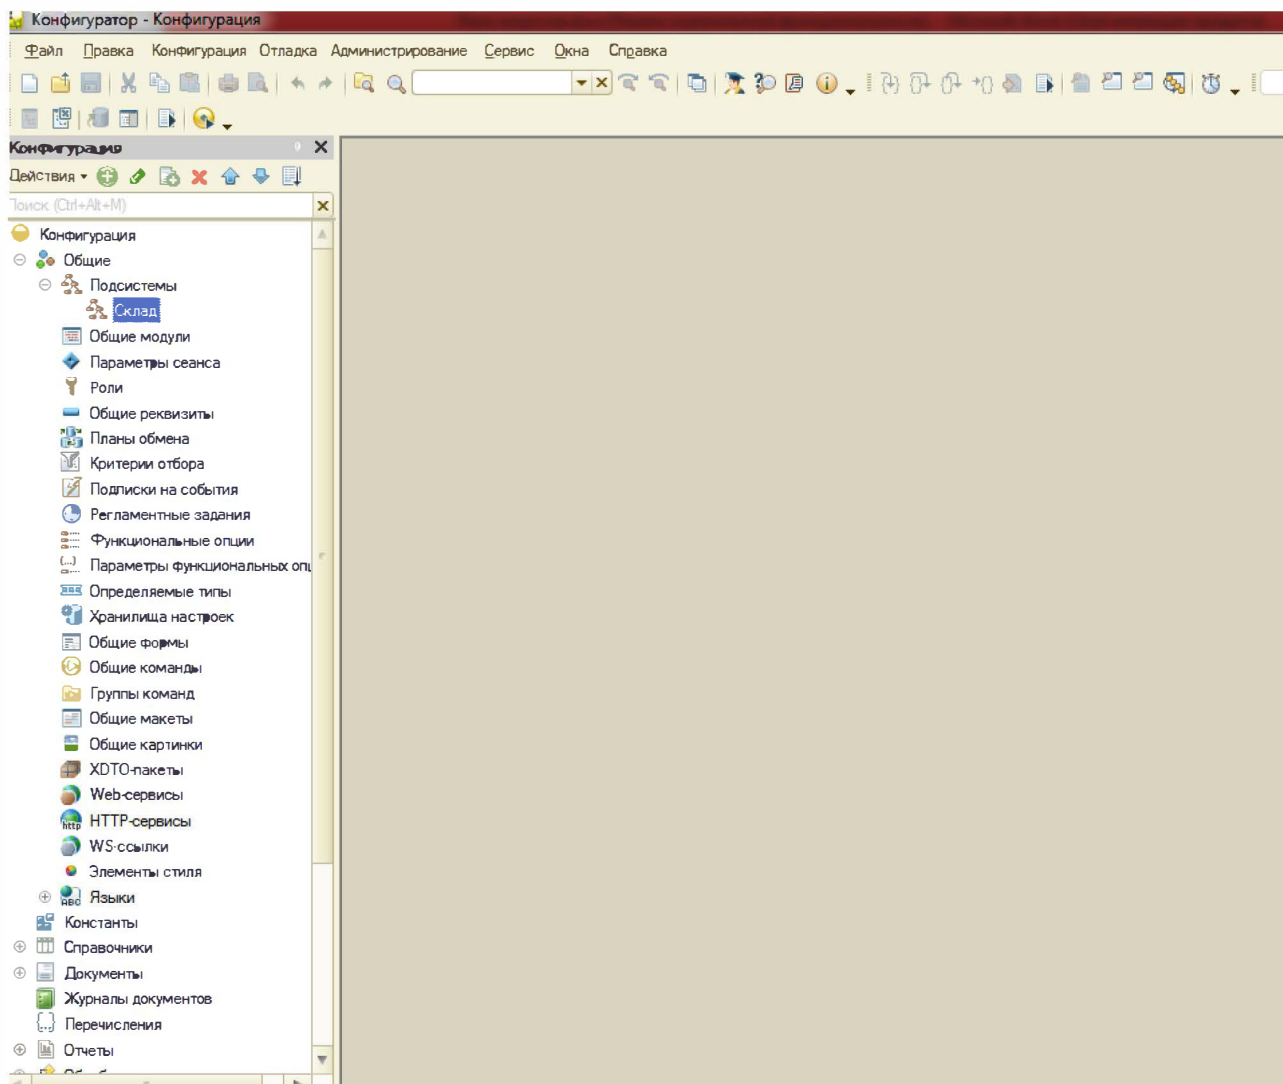 Конфигуратор - Конфигурация
Файл Правка Конфигурация Отладка Администрирование Сервис Окна Справка
Конфигурация
Действия
Поиск (Ctrl+Alt+M)
Конфигурация
Общие
Подсистемы
Склад
Общие модули
Параметры сеанса
Роли
Общие реквизиты
Планы обмена
Критерии отбора
Подписки на события
Регламентные задания
Функциональные опции
Параметры функциональных опц
Определяемые типы
Хранилища настроек
Общие формы
Общие команды
Группы команд
Общие макеты
Общие картинки
XDTO-пакеты
Web-сервисы
http HTTP-сервисы
WS-ссылки
Элементы стиля
ABC Языки
Константы
Справочники
Документы
Журналы документов
Перечисления
Отчеты